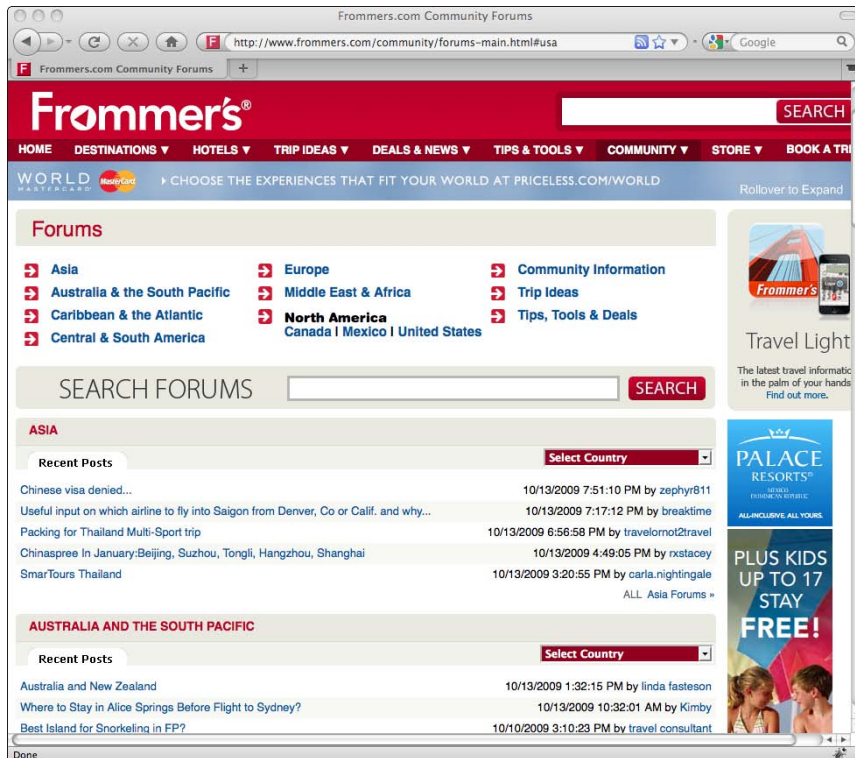 Frommers.com Community Forums
http://www.frommers.com/community/forums-main.html#usa
Google
Frommers.com Community Forums
Frommer's®
SEARCH
HOME DESTINATIONS ▼ HOTELS ▼ TRIP IDEAS ▼ DEALS & NEWS ▼ TIPS & TOOLS ▼ COMMUNITY ▼ STORE ▼ BOOK A TRI
WORLD MASTERCARD MasterCard CHOOSE THE EXPERIENCES THAT FIT YOUR WORLD AT PRICELESS.COM/WORLD
Rollover to Expand
Forums
Asia
Australia & the South Pacific
Caribbean & the Atlantic
Central & South America
Europe
Middle East & Africa
North America
Canada | Mexico | United States
Community Information
Trip Ideas
Tips, Tools & Deals
Frommer's
Travel Light
The latest travel informatic
in the palm of your hands
Find out more.
SEARCH FORUMS SEARCH
ASIA
Recent Posts Select Country
Chinese visa denied... 10/13/2009 7:51:10 PM by zephyr811
Useful input on which airline to fly into Saigon from Denver, Co or Calif. and why... 10/13/2009 7:17:12 PM by breaktime
Packing for Thailand Multi-Sport trip 10/13/2009 6:56:58 PM by travelornot2travel
Chinaspree In January:Beijing, Suzhou, Tongli, Hangzhou, Shanghai 10/13/2009 4:49:05 PM by rxstacey
SmarTours Thailand 10/13/2009 3:20:55 PM by carla.nightingale
ALL Asia Forums »
AUSTRALIA AND THE SOUTH PACIFIC
Recent Posts Select Country
Australia and New Zealand 10/13/2009 1:32:15 PM by linda fasteson
Where to Stay in Alice Springs Before Flight to Sydney? 10/13/2009 10:32:01 AM by Kimby
Best Island for Snorkeling in FP? 10/10/2009 3:10:23 PM by travel consultant
PALACE
RESORTS®
MEXICO
DOMINICAN REPUBLIC
ALL-INCLUSIVE. ALL YOURS.
PLUS KIDS
UP TO 17
STAY
FREE!
Done